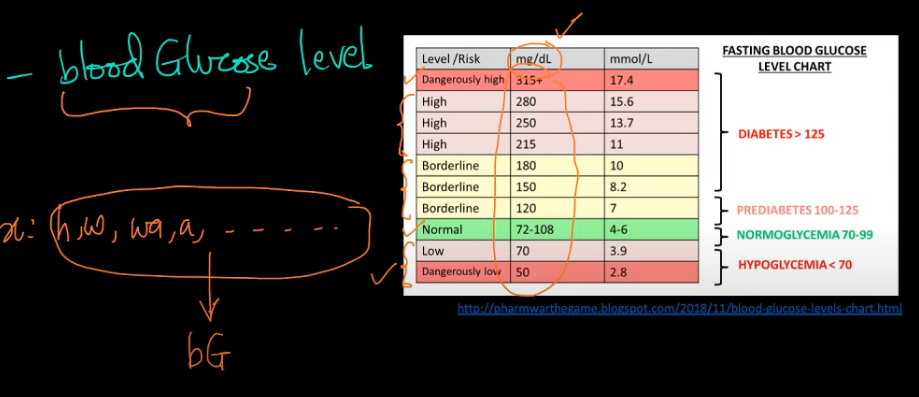 - blood Glucose level
x: h, w, wa, a, - - - - - -
bG
Level /Risk mg/dL mmol/L
Dangerously high 315+ 17.4
High 280 15.6
High 250 13.7
High 215 11
Borderline 180 10
Borderline 150 8.2
Borderline 120 7
Normal 72-108 4-6
Low 70 3.9
Dangerously low 50 2.8
FASTING BLOOD GLUCOSE
LEVEL CHART
DIABETES > 125
PREDIABETES 100-125
NORMOGLYCEMIA 70-99
HYPOGLYCEMIA < 70
http://pharmwarthegame.blogspot.com/2018/11/blood-glucose-levels-chart.html